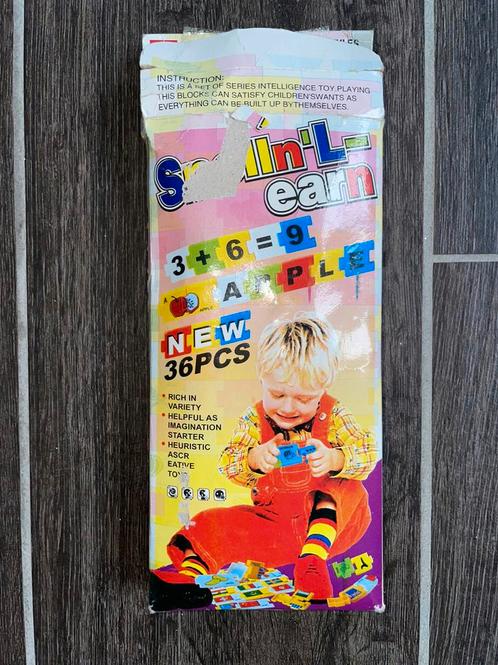 INSTRUCTION:
THIS IS A SET OF SERIES INTELLIGENCE TOY PLAYING
THIS BLOCKS CAN SATISFY CHILDREN'SWANTS AS
EVERYTHING CAN BE BUILT UP BYTHEMSELVES.
earn
3+6=9
A APPLE
APPLE
NEW
36PCS
• RICH IN
VARIETY
• HELPFUL AS
IMAGINATION
STARTER
• HEURISTIC
ASCR
EATIVE